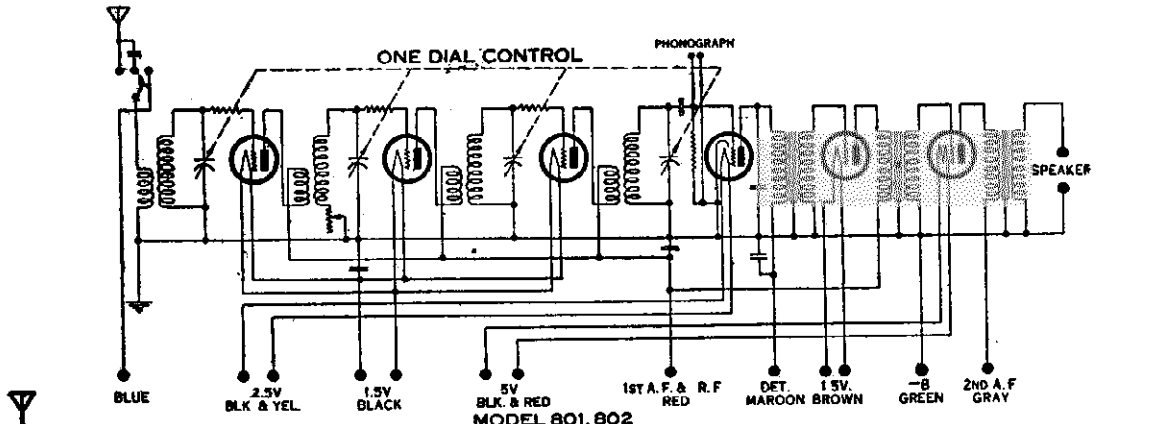 ONE DIAL CONTROL
PHONOGRAPH
SPEAKER
BLUE
2.5V
BLK & YEL.
1.5V
BLACK
5V
BLK. & RED
1ST A.F. & R.F
RED
DET.
MAROON
1 5V.
BROWN
—B
GREEN
2ND A.F
GRAY
MODEL 801, 802